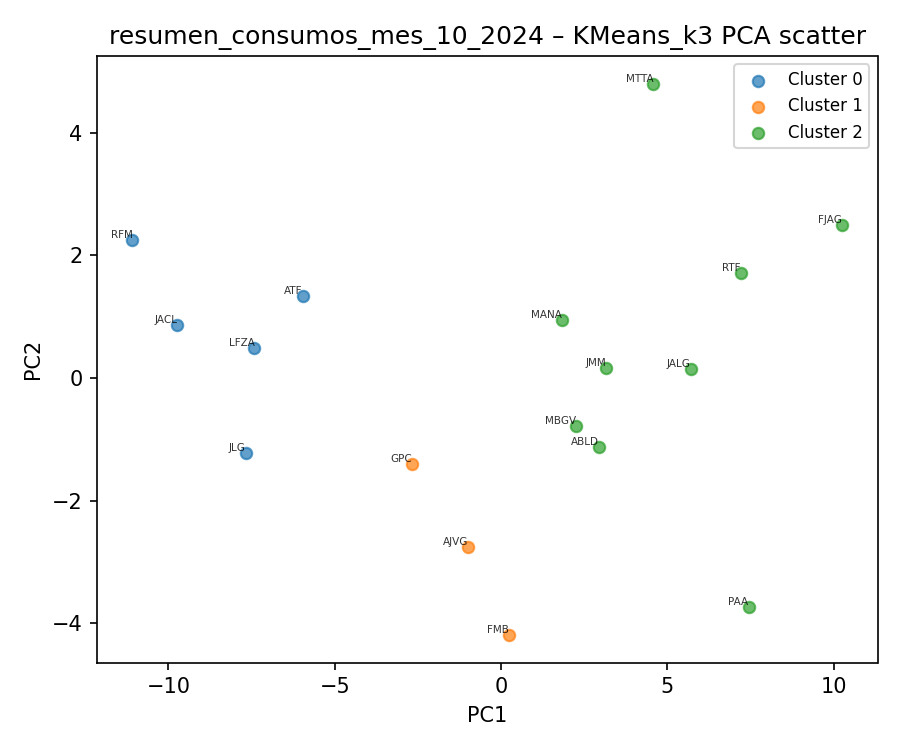 resumen_consumos_mes_10_2024 – KMeans_k3 PCA scatter
Cluster 0
Cluster 1
Cluster 2
MTTA
FJAG
RFM
RTF
ATF
JACL
MANA
LFZA
JMM
JALG
MBGV
ABLD
JLG
GPC
AJVG
PAA
FMB
4
2
0
−2
−4
PC2
−10
−5
0
5
10
PC1